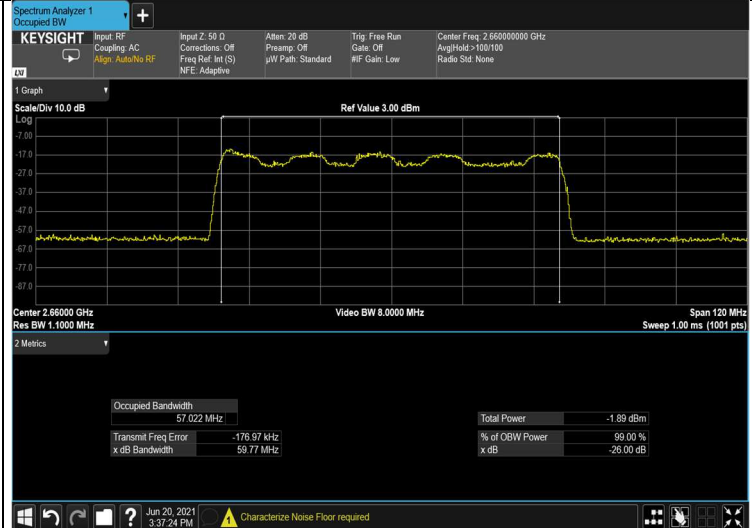 Spectrum Analyzer 1
Occupied BW
KEYSIGHT
LXI
Input: RF
Coupling: AC
Align: Auto/No RF
Input Z: 50 Ω
Corrections: Off
Freq Ref: Int (S)
NFE: Adaptive
Atten: 20 dB
Preamp: Off
µW Path: Standard
Trig: Free Run
Gate: Off
#IF Gain: Low
Center Freq: 2.660000000 GHz
Avg|Hold:>100/100
Radio Std: None
1 Graph
Scale/Div 10.0 dB
Ref Value 3.00 dBm
Log
-7.00
-17.0
-27.0
-37.0
-47.0
-57.0
-67.0
-77.0
-87.0
Center 2.66000 GHz
Video BW 8.0000 MHz
Span 120 MHz
Res BW 1.1000 MHz
Sweep 1.00 ms (1001 pts)
2 Metrics
Occupied Bandwidth
57.022 MHz
Total Power -1.89 dBm
Transmit Freq Error -176.97 kHz
% of OBW Power 99.00 %
x dB Bandwidth 59.77 MHz
x dB -26.00 dB
?
Jun 20, 2021
3:37:24 PM
Characterize Noise Floor required